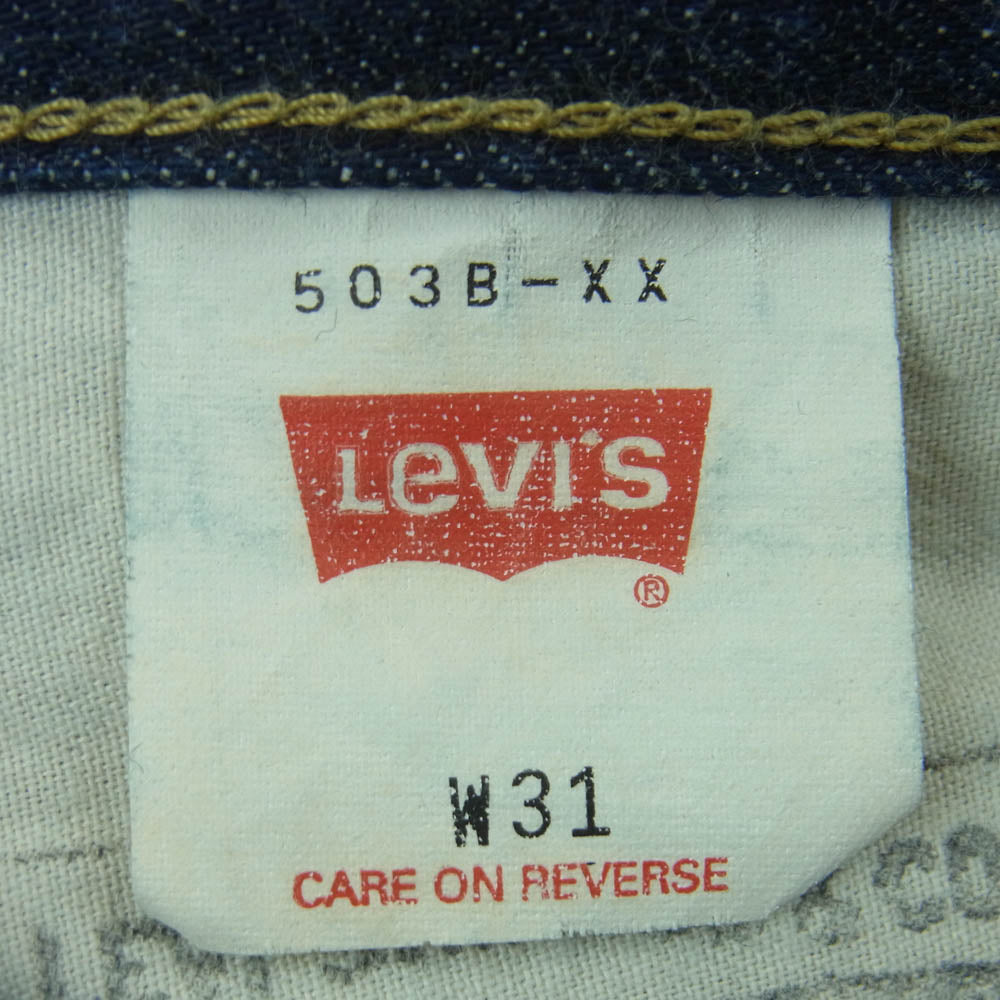 503B-XX
Levi's
®
W31
CARE ON REVERSE